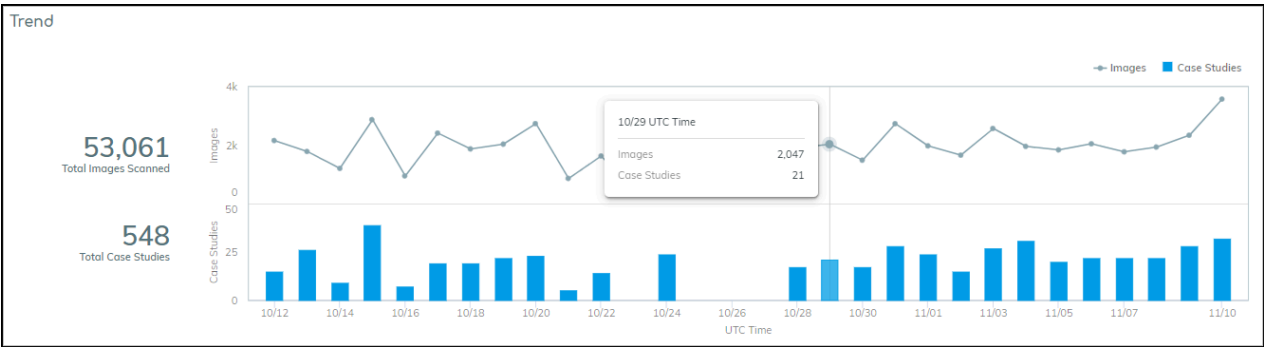 Trend
Images Case Studies
53,061
Total Images Scanned
548
Total Case Studies
Images
4k
2k
0
Case Studies
50
25
0
10/29 UTC Time
Images 2,047
Case Studies 21
10/12 10/14 10/16 10/18 10/20 10/22 10/24 10/26 10/28 10/30 11/01 11/03 11/05 11/07 11/10
UTC Time